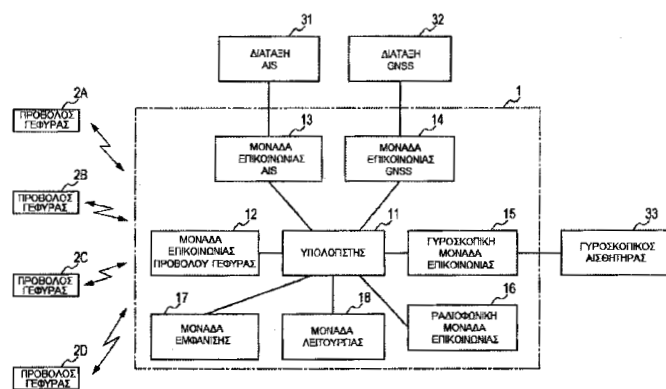 31
ΔΙΑΤΑΞΗ
AIS
32
ΔΙΑΤΑΞΗ
GNSS
1
2A
ΠΡΟΒΟΛΟΣ
ΓΕΦΥΡΑΣ
13
ΜΟΝΑΔΑ
ΕΠΙΚΟΙΝΩΝΙΑΣ
AIS
14
ΜΟΝΑΔΑ
ΕΠΙΚΟΙΝΩΝΙΑΣ
GNSS
2B
ΠΡΟΒΟΛΟΣ
ΓΕΦΥΡΑΣ
12
ΜΟΝΑΔΑ
ΕΠΙΚΟΙΝΩΝΙΑΣ
ΠΡΟΒΟΛΟΥ ΓΕΦΥΡΑΣ
11
ΥΠΟΛΟΓΙΣΤΗΣ
15
ΓΥΡΟΣΚΟΠΙΚΗ
ΜΟΝΑΔΑ
ΕΠΙΚΟΙΝΩΝΙΑΣ
33
ΓΥΡΟΣΚΟΠΙΚΟΣ
ΑΙΣΘΗΤΗΡΑΣ
2C
ΠΡΟΒΟΛΟΣ
ΓΕΦΥΡΑΣ
17
ΜΟΝΑΔΑ
ΕΜΦΑΝΙΣΗΣ
18
ΜΟΝΑΔΑ
ΛΕΙΤΟΥΡΓΙΑΣ
16
ΡΑΔΙΟΦΩΝΙΚΗ
ΜΟΝΑΔΑ
ΕΠΙΚΟΙΝΩΝΙΑΣ
2D
ΠΡΟΒΟΛΟΣ
ΓΕΦΥΡΑΣ